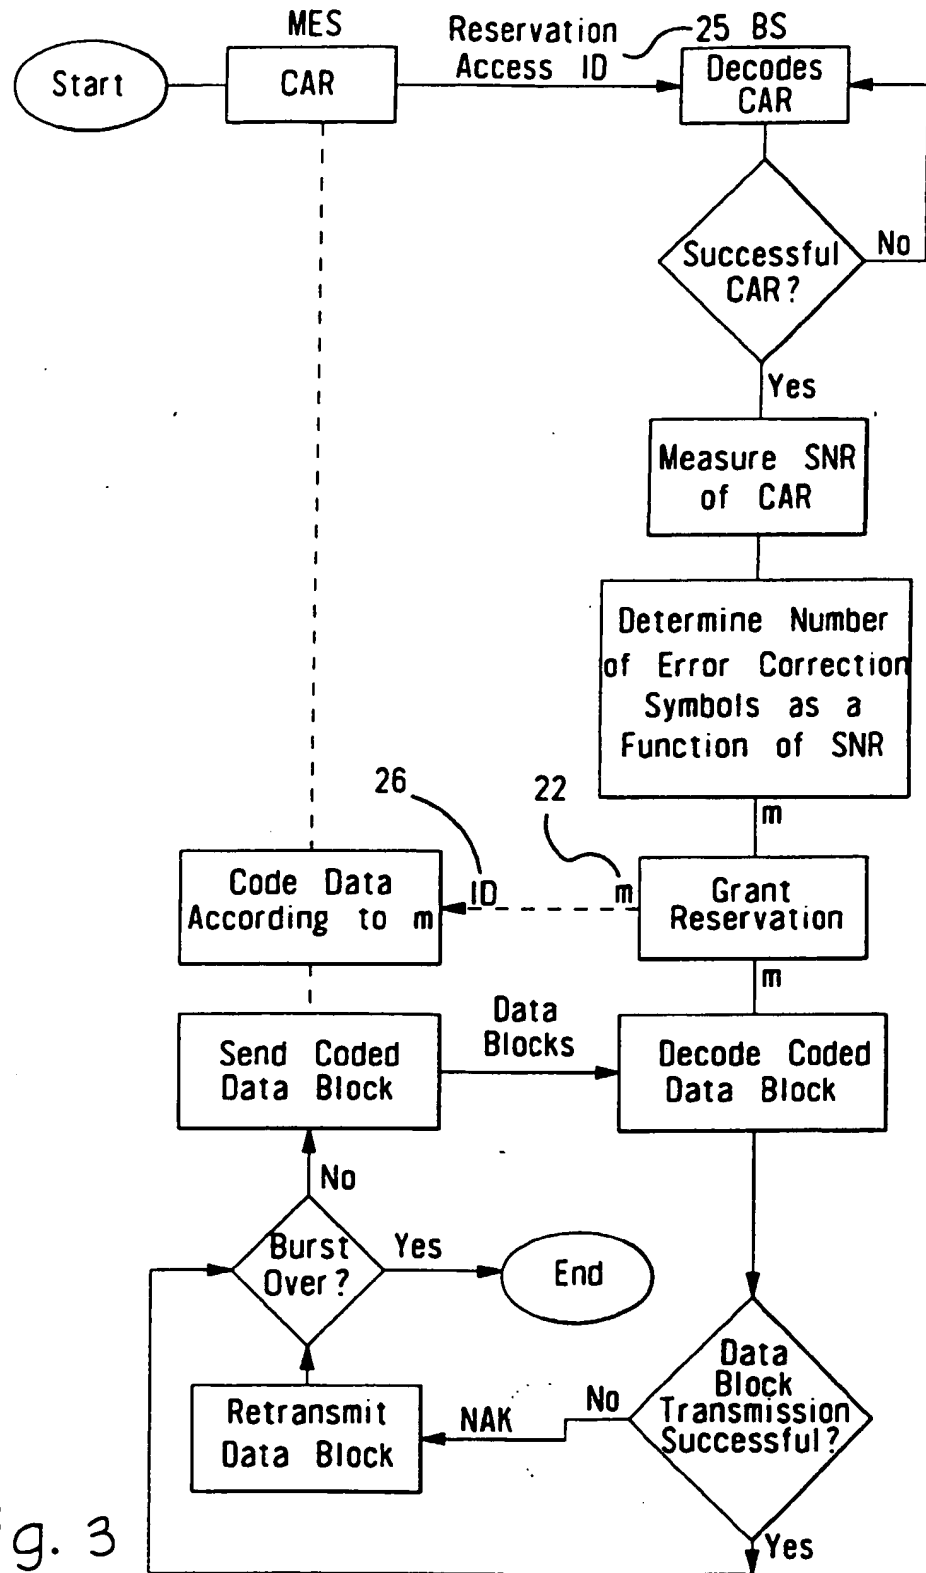 MES
Reservation
Access ID
25 BS
Start
CAR
Decodes
CAR
Successful
CAR?
No
Yes
Measure SNR
of CAR
Determine Number
of Error Correction
Symbols as a
Function of SNR
m
26
22
Code Data
According to m
ID
m
Grant
Reservation
m
Send Coded
Data Block
Data
Blocks
Decode Coded
Data Block
No
Burst
Over?
Yes
End
Data
Block
Transmission
Successful?
No
NAK
Retransmit
Data Block
Yes
g. 3